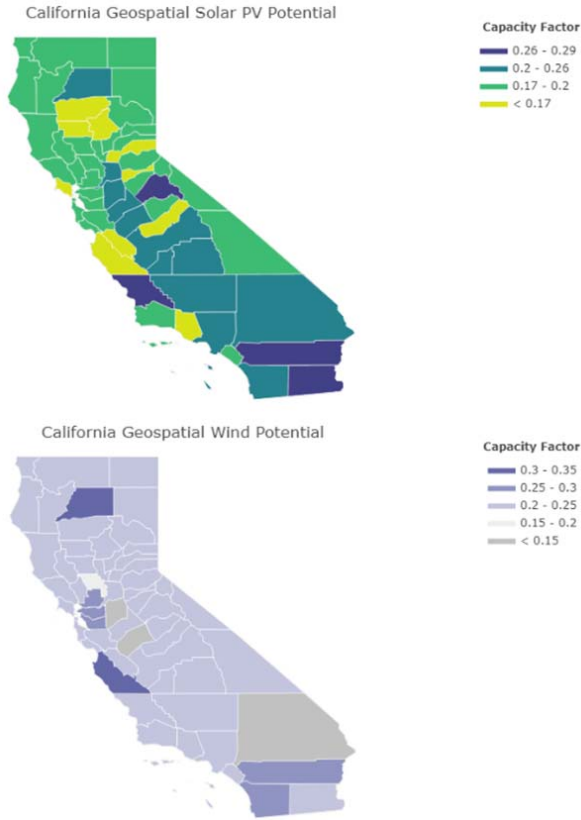 California Geospatial Solar PV Potential
Capacity Factor
0.26 - 0.29
0.2 - 0.26
0.17 - 0.2
< 0.17
California Geospatial Wind Potential
Capacity Factor
0.3 - 0.35
0.25 - 0.3
0.2 - 0.25
0.15 - 0.2
< 0.15